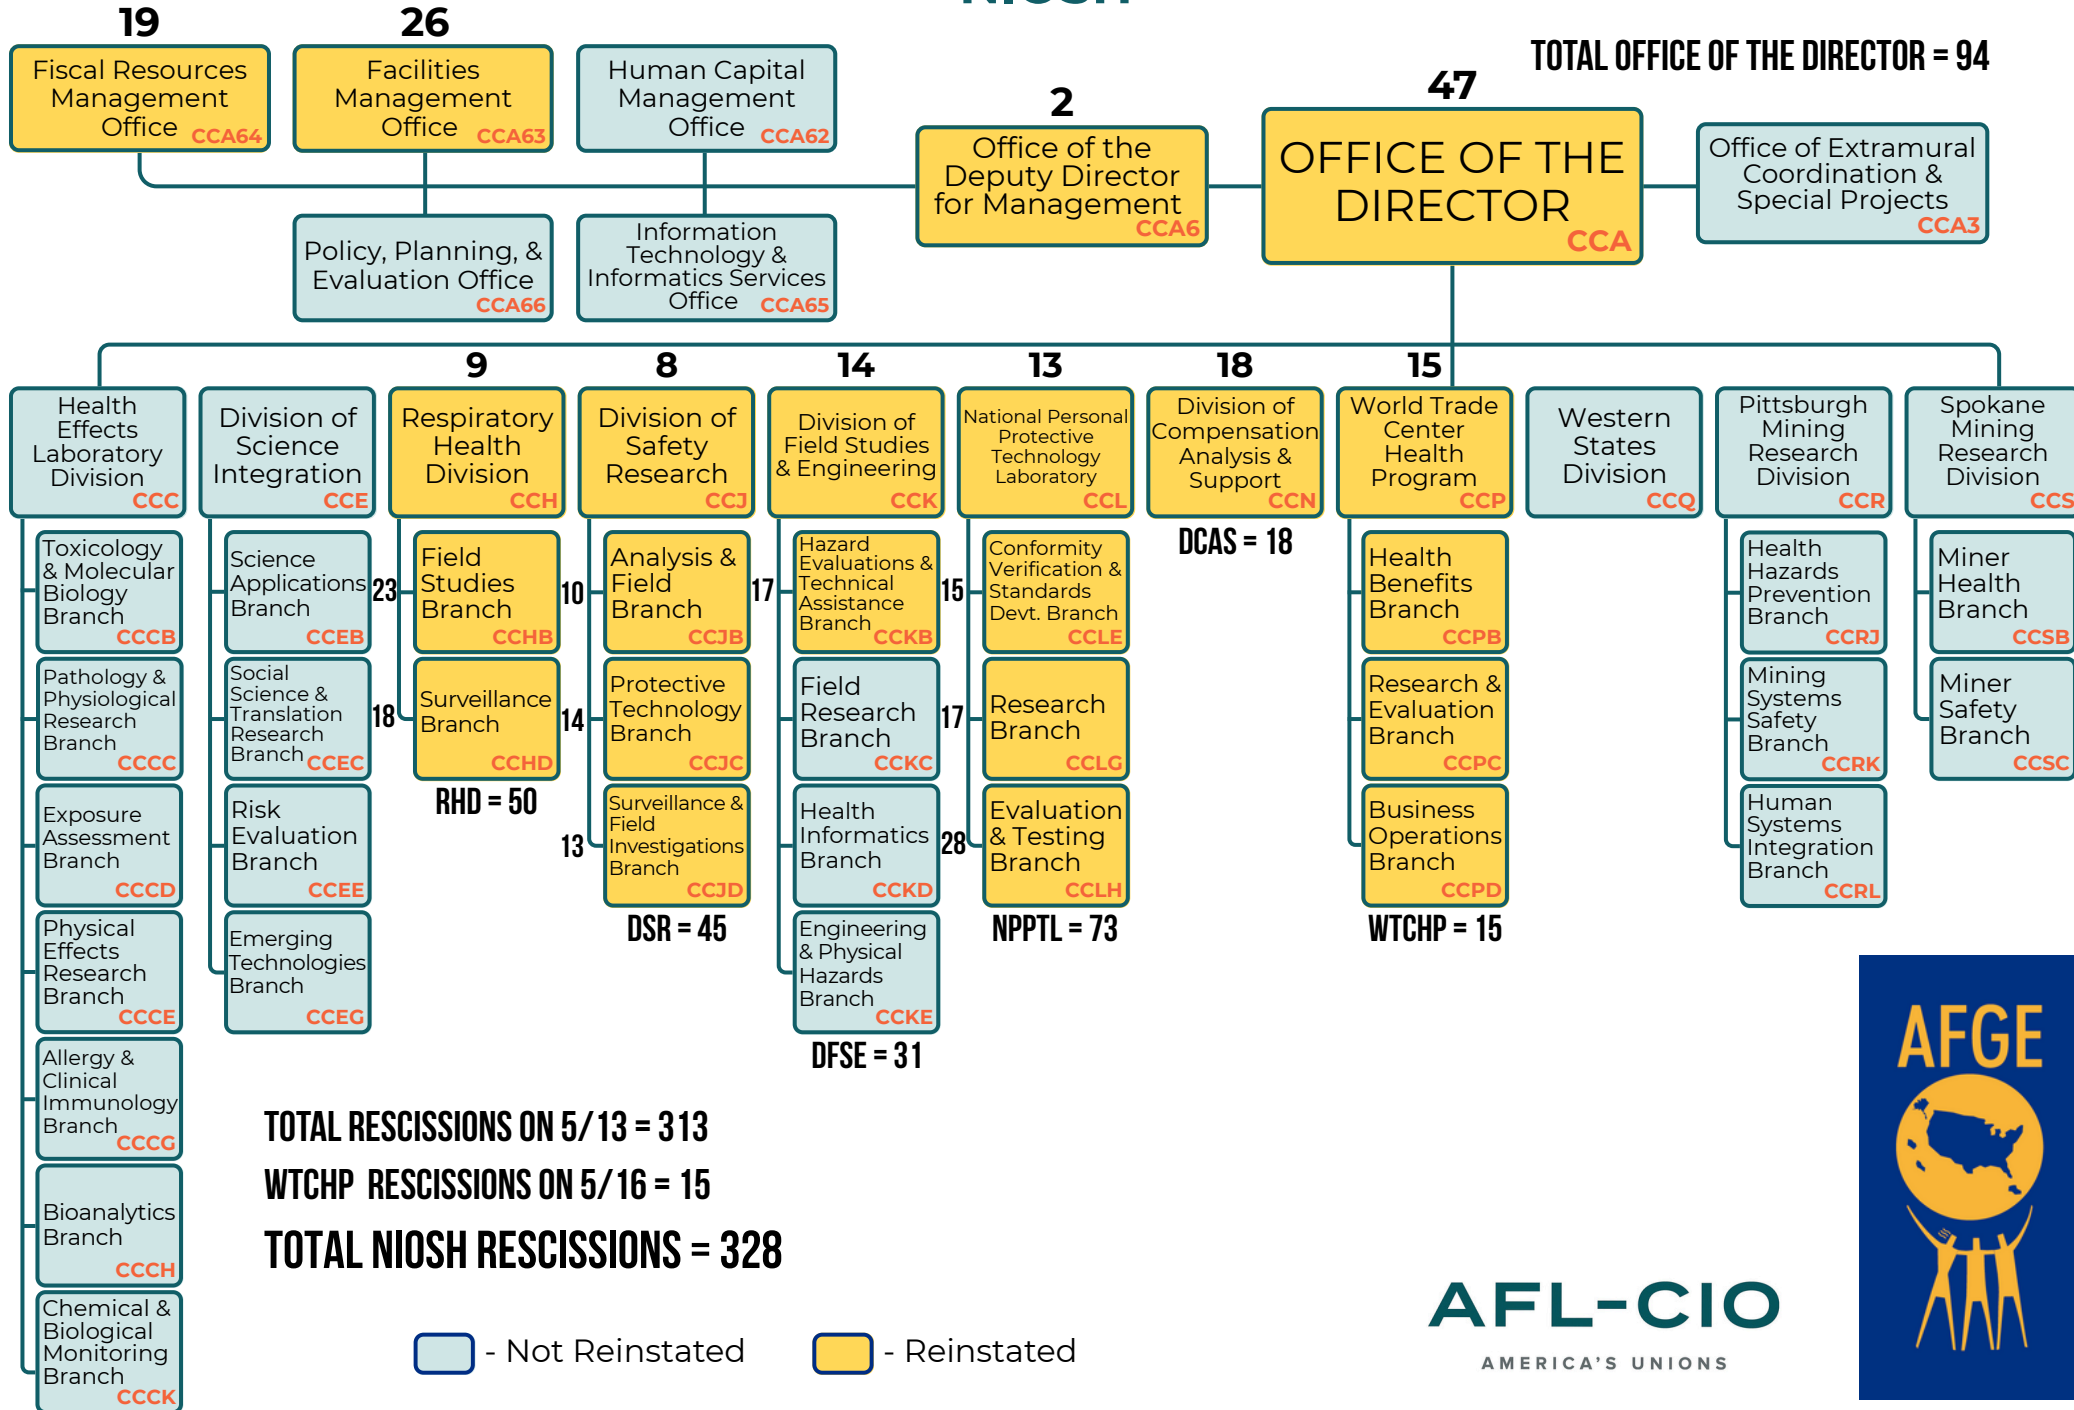 NIOSH
19
Fiscal Resources
Management
Office CCA64
26
Facilities
Management
Office CCA63
Human Capital
Management
Office CCA62
2
Office of the
Deputy Director
for Management
CCA6
47
OFFICE OF THE
DIRECTOR
CCA
TOTAL OFFICE OF THE DIRECTOR = 94
Office of Extramural
Coordination &
Special Projects
CCA3
Policy, Planning, &
Evaluation Office
CCA66
Information
Technology &
Informatics Services
Office CCA65
Health
Effects
Laboratory
Division
CCC
Toxicology
& Molecular
Biology
Branch
CCCB
Pathology &
Physiological
Research
Branch
CCCC
Exposure
Assessment
Branch
CCCD
Physical
Effects
Research
Branch
CCCE
Allergy &
Clinical
Immunology
Branch
CCCG
Bioanalytics
Branch
CCCH
Chemical &
Biological
Monitoring
Branch
CCCK
Division of
Science
Integration
CCE
Science
Applications
Branch
CCEB
Social
Science &
Translation
Research
Branch CCEC
Risk
Evaluation
Branch
CCEE
Emerging
Technologies
Branch
CCEG
9
Respiratory
Health
Division
CCH
23
Field
Studies
Branch
CCHB
18
Surveillance
Branch
CCHD
RHD = 50
8
Division of
Safety
Research
CCJ
10
Analysis &
Field
Branch
CCJB
14
Protective
Technology
Branch
CCJC
13
Surveillance &
Field
Investigations
Branch
CCJD
DSR = 45
14
Division of
Field Studies
& Engineering
CCK
17
Hazard
Evaluations &
Technical
Assistance
Branch
CCKB
Field
Research
Branch
CCKC
Health
Informatics
Branch
CCKD
Engineering
& Physical
Hazards
Branch
CCKE
DFSE = 31
13
National Personal
Protective
Technology
Laboratory
CCL
15
Conformity
Verification &
Standards
Devt. Branch
CCLE
17
Research
Branch
CCLG
28
Evaluation
& Testing
Branch
CCLH
NPPTL = 73
18
Division of
Compensation
Analysis &
Support
CCN
DCAS = 18
15
World Trade
Center
Health
Program
CCP
Health
Benefits
Branch
CCPB
Research &
Evaluation
Branch
CCPC
Business
Operations
Branch
CCPD
WTCHP = 15
Western
States
Division
CCQ
Pittsburgh
Mining
Research
Division
CCR
Health
Hazards
Prevention
Branch
CCRJ
Mining
Systems
Safety
Branch
CCRK
Human
Systems
Integration
Branch
CCRL
Spokane
Mining
Research
Division
CCS
Miner
Health
Branch
CCSB
Miner
Safety
Branch
CCSC
TOTAL RESCISSIONS ON 5/13 = 313
WTCHP RESCISSIONS ON 5/16 = 15
TOTAL NIOSH RESCISSIONS = 328
- Not Reinstated
- Reinstated
AFL-CIO
AMERICA'S UNIONS
AFGE